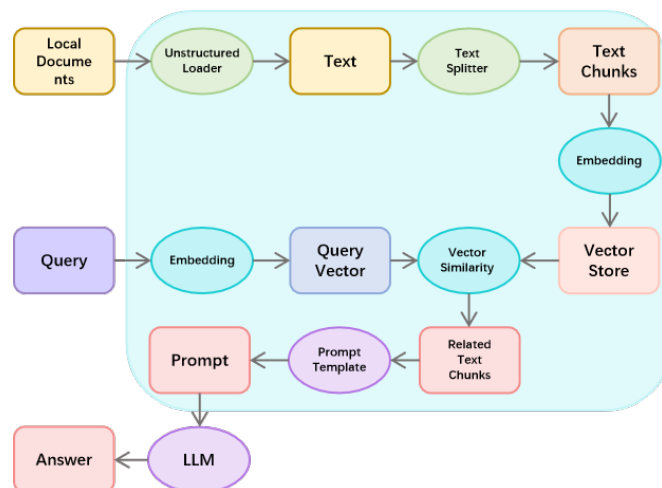 Local
Docume
nts
Unstructured
Loader
Text
Text
Splitter
Text
Chunks
Embedding
Query
Embedding
Query
Vector
Vector
Similarity
Vector
Store
Prompt
Prompt
Template
Related
Text
Chunks
Answer
LLM